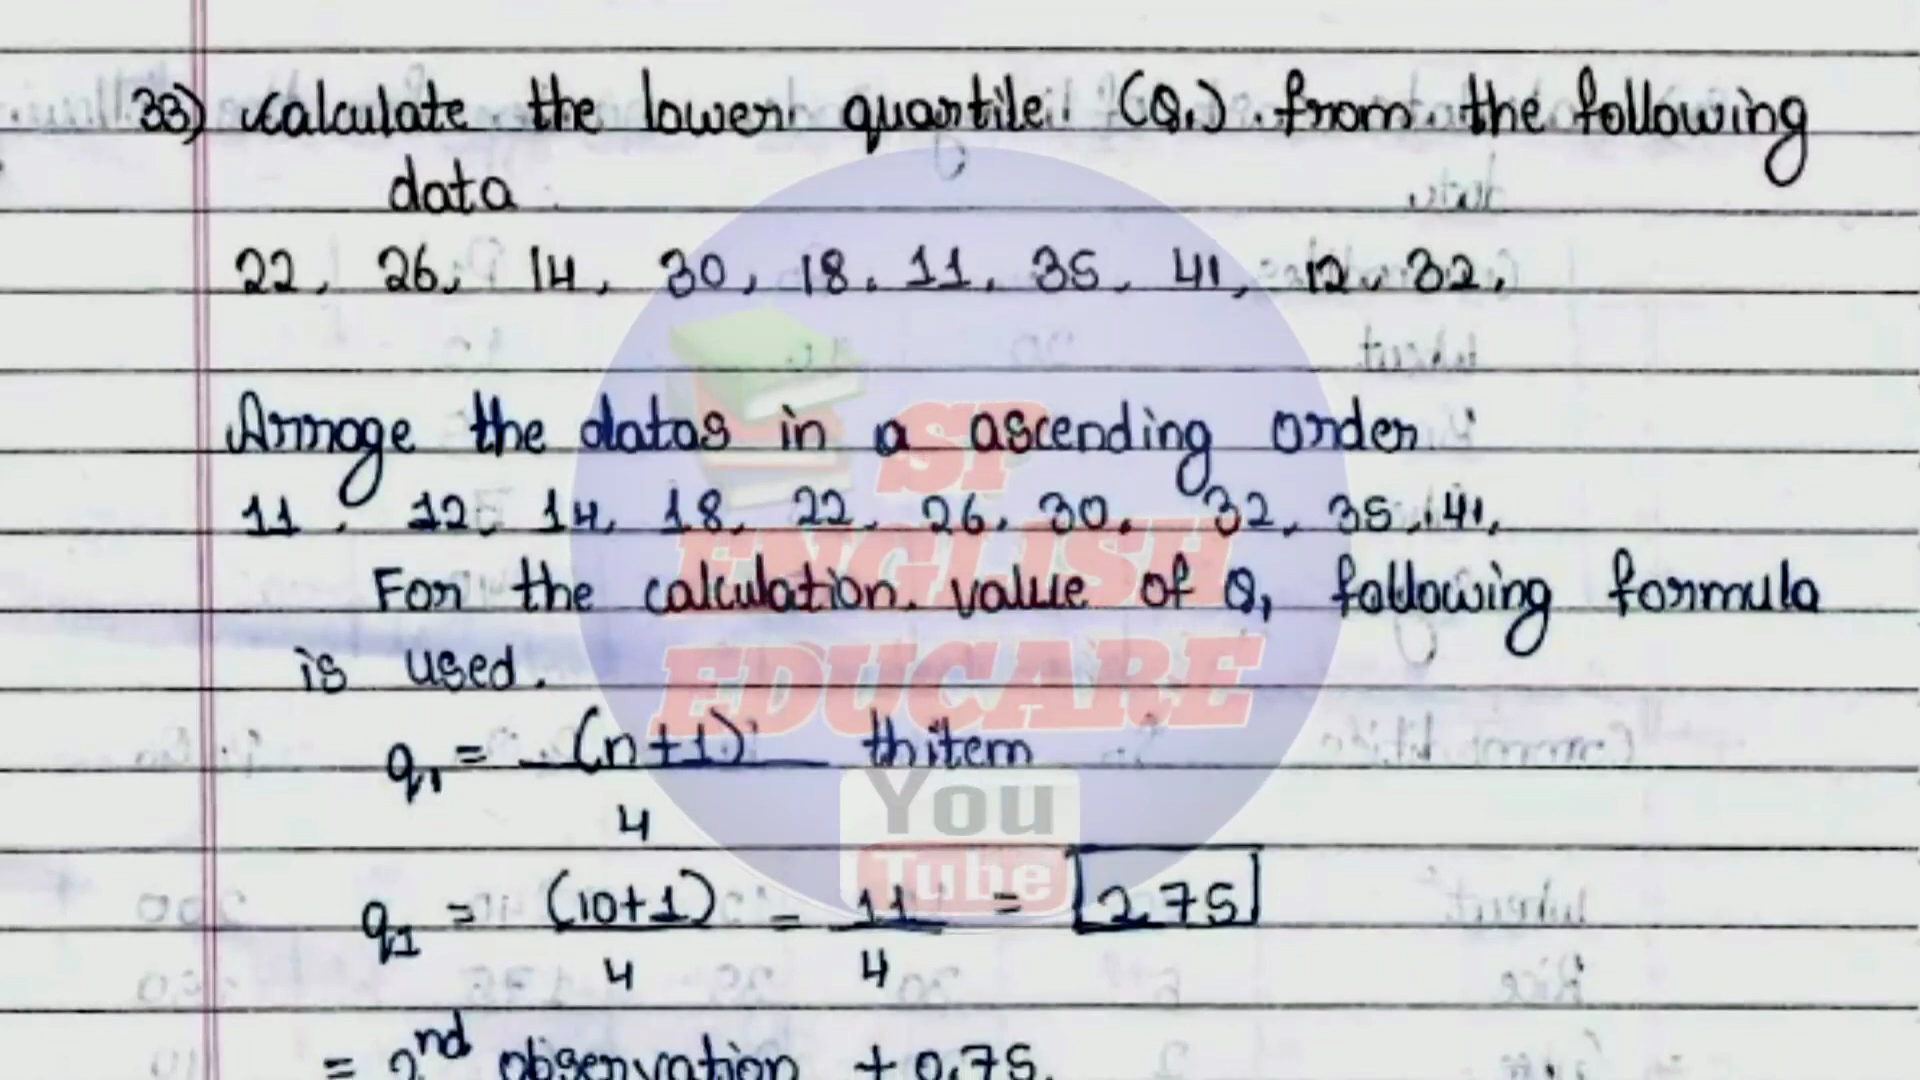 33) Calculate the lower quartile (Q1) from the following
data
22, 26, 14, 30, 18, 11, 35, 41, 12, 32,
Arrnage the datas in a ascending order:
11, 12 14, 18, 22, 26, 30, 32, 35, 41,
For the calculation value of Q1 following formula
is used.
q1 = (n+1) th item
4
q1 = (10+1) = 11 = 2.75
4 4
= 2nd observation + 0.75
SP
ENGLISH
EDUCARE
You
Tube